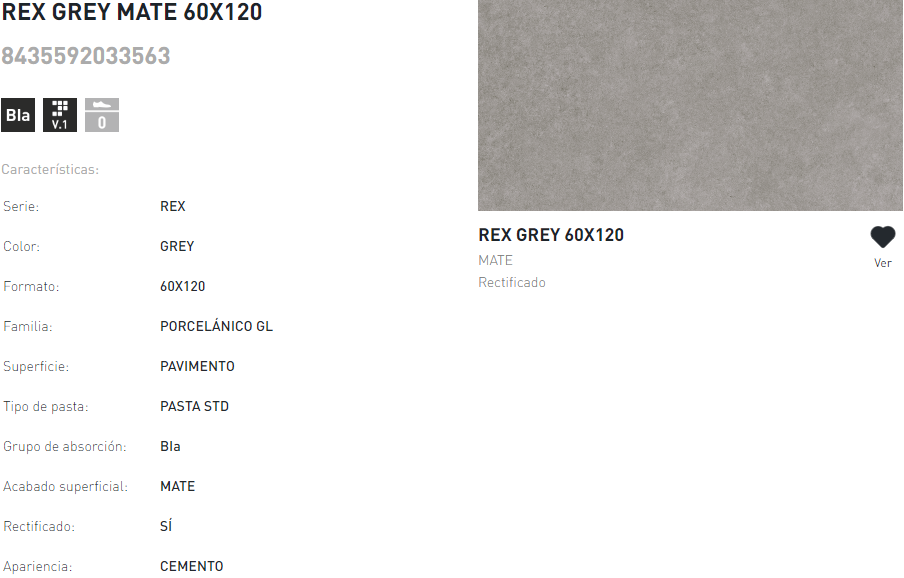 REX GREY MATE 60X120
8435592033563
BIa
V.1
0
Características:
Serie: REX
Color: GREY
Formato: 60X120
Familia: PORCELÁNICO GL
Superficie: PAVIMENTO
Tipo de pasta: PASTA STD
Grupo de absorción: BIa
Acabado superficial: MATE
Rectificado: SÍ
Apariencia: CEMENTO
REX GREY 60X120
MATE
Rectificado
Ver